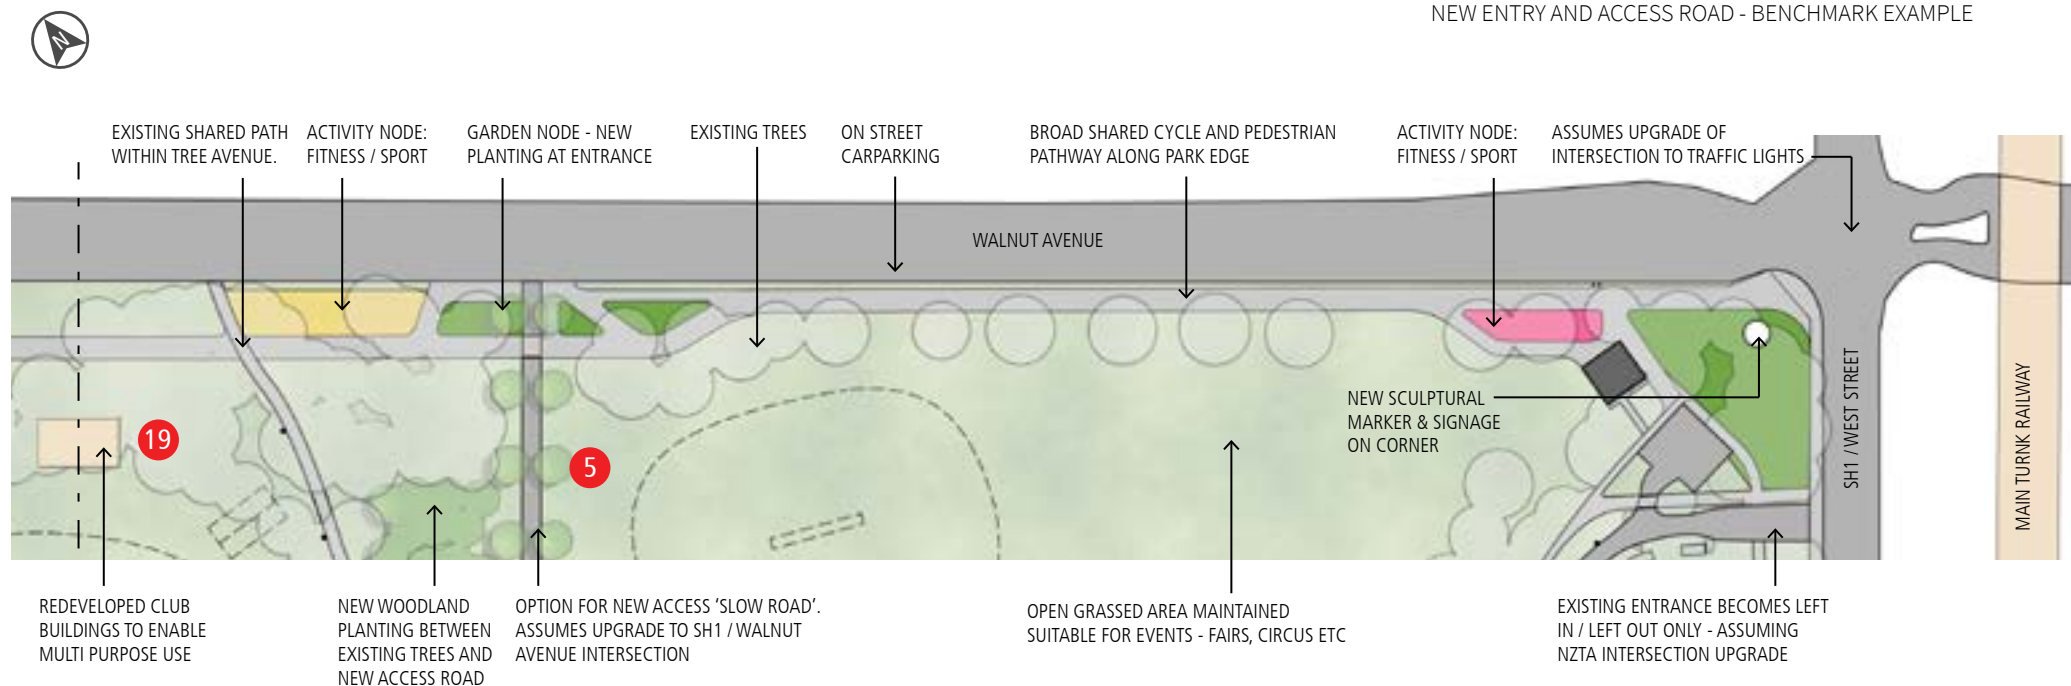 NEW ENTRY AND ACCESS ROAD - BENCHMARK EXAMPLE
N
EXISTING SHARED PATH
WITHIN TREE AVENUE.
ACTIVITY NODE:
FITNESS / SPORT
GARDEN NODE - NEW
PLANTING AT ENTRANCE
EXISTING TREES
ON STREET
CARPARKING
BROAD SHARED CYCLE AND PEDESTRIAN
PATHWAY ALONG PARK EDGE
ACTIVITY NODE:
FITNESS / SPORT
ASSUMES UPGRADE OF
INTERSECTION TO TRAFFIC LIGHTS
WALNUT AVENUE
NEW SCULPTURAL
MARKER & SIGNAGE
ON CORNER
SH1 / WEST STREET
MAIN TURNK RAILWAY
19
5
REDEVELOPED CLUB
BUILDINGS TO ENABLE
MULTI PURPOSE USE
NEW WOODLAND
PLANTING BETWEEN
EXISTING TREES AND
NEW ACCESS ROAD
OPTION FOR NEW ACCESS ‘SLOW ROAD’.
ASSUMES UPGRADE TO SH1 / WALNUT
AVENUE INTERSECTION
OPEN GRASSED AREA MAINTAINED
SUITABLE FOR EVENTS - FAIRS, CIRCUS ETC
EXISTING ENTRANCE BECOMES LEFT
IN / LEFT OUT ONLY - ASSUMING
NZTA INTERSECTION UPGRADE